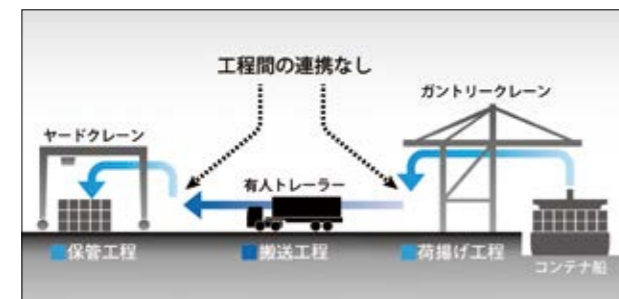 工程間の連携なし
ガントリークレーン
ヤードクレーン
有人トレーラー
保管工程
搬送工程
荷揚げ工程
コンテナ船